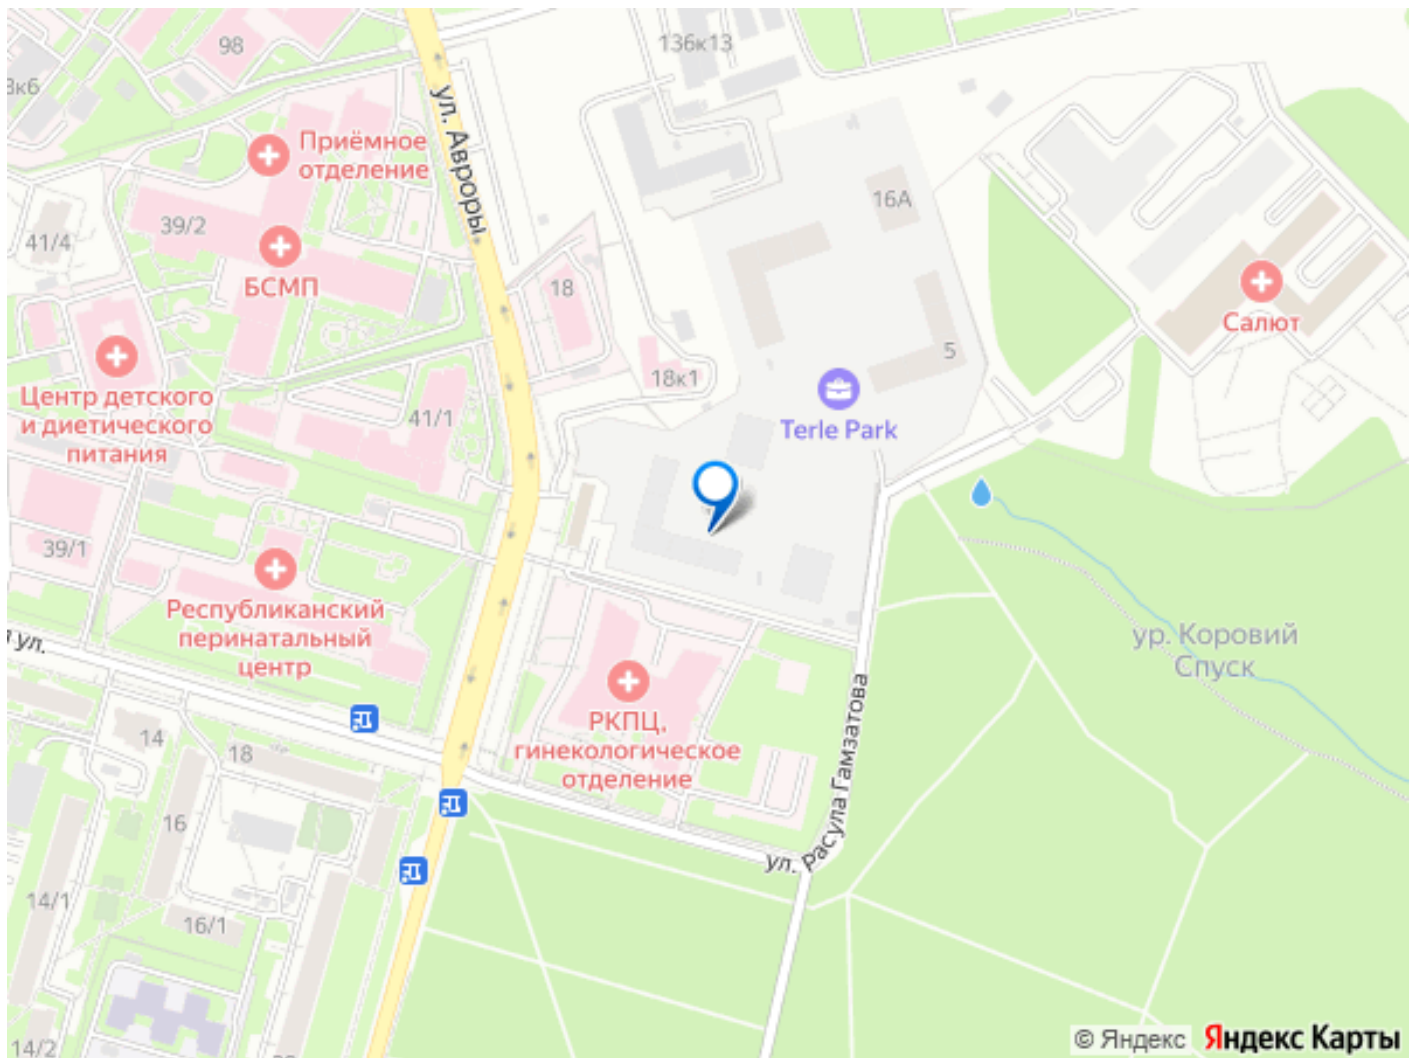 98
136к13
3к6
ул. Авроры
Приёмное
отделение
16А
39/2
41/4
БСМП
18
Салют
5
18к1
Центр детского
и диетического
питания
41/1
Terle Park
39/1
Республиканский
перинатальный
центр
ул.
ур. Коровий
Спуск
РКПЦ,
гинекологическое
отделение
14
18
16
ул. Расула Гамзатова
14/1
16/1
14/2
© Яндекс
Яндекс Карты